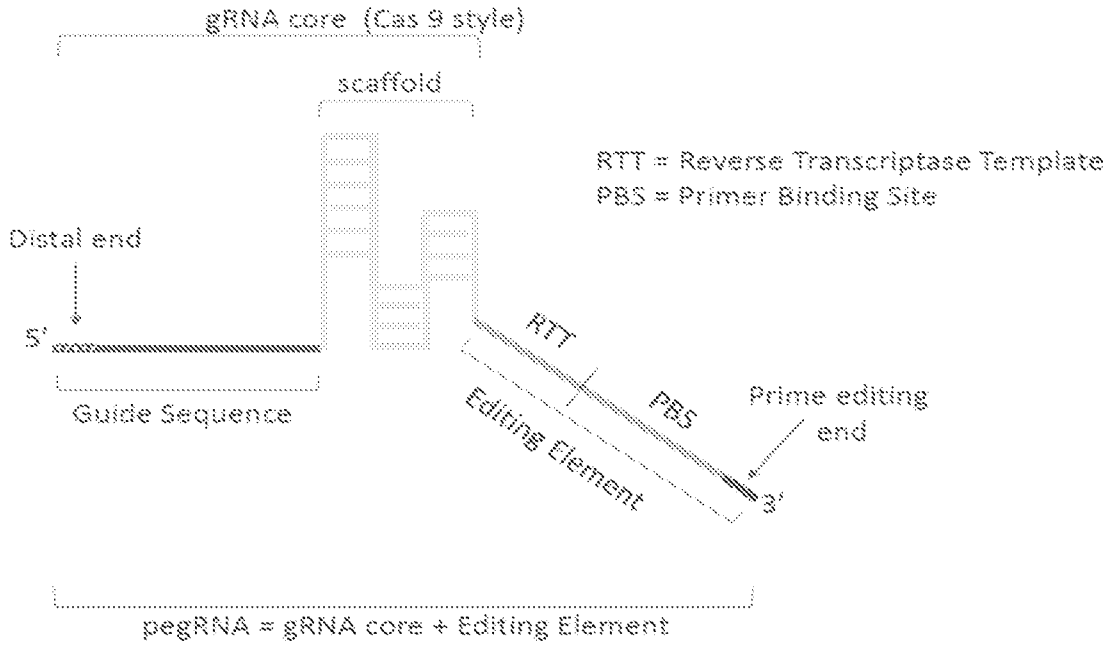 gRNA core (Cas 9 style)
scaffold
RTT = Reverse Transcriptase Template
PBS = Primer Binding Site
Distal end
5'
RTT
Guide Sequence
PBS
Prime editing
end
Editing Element
3'
pegRNA = gRNA core + Editing Element